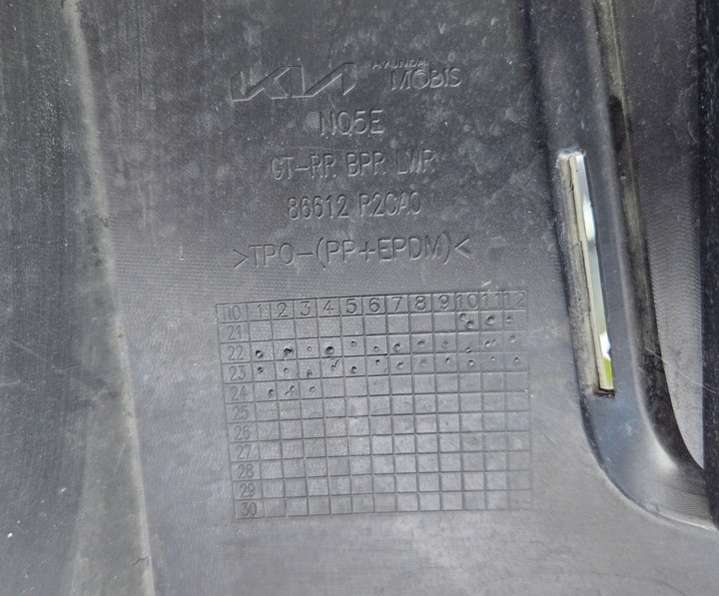 KIA HYUNDAI MOBIS
NQ5E
GT-RR BPR LWR
86612 R2CA0
>TPO-(PP+EPDM)<
1 2 3 4 5 6 7 8 9 10 11 12
21
22
23
24
25
26
27
28
29
30